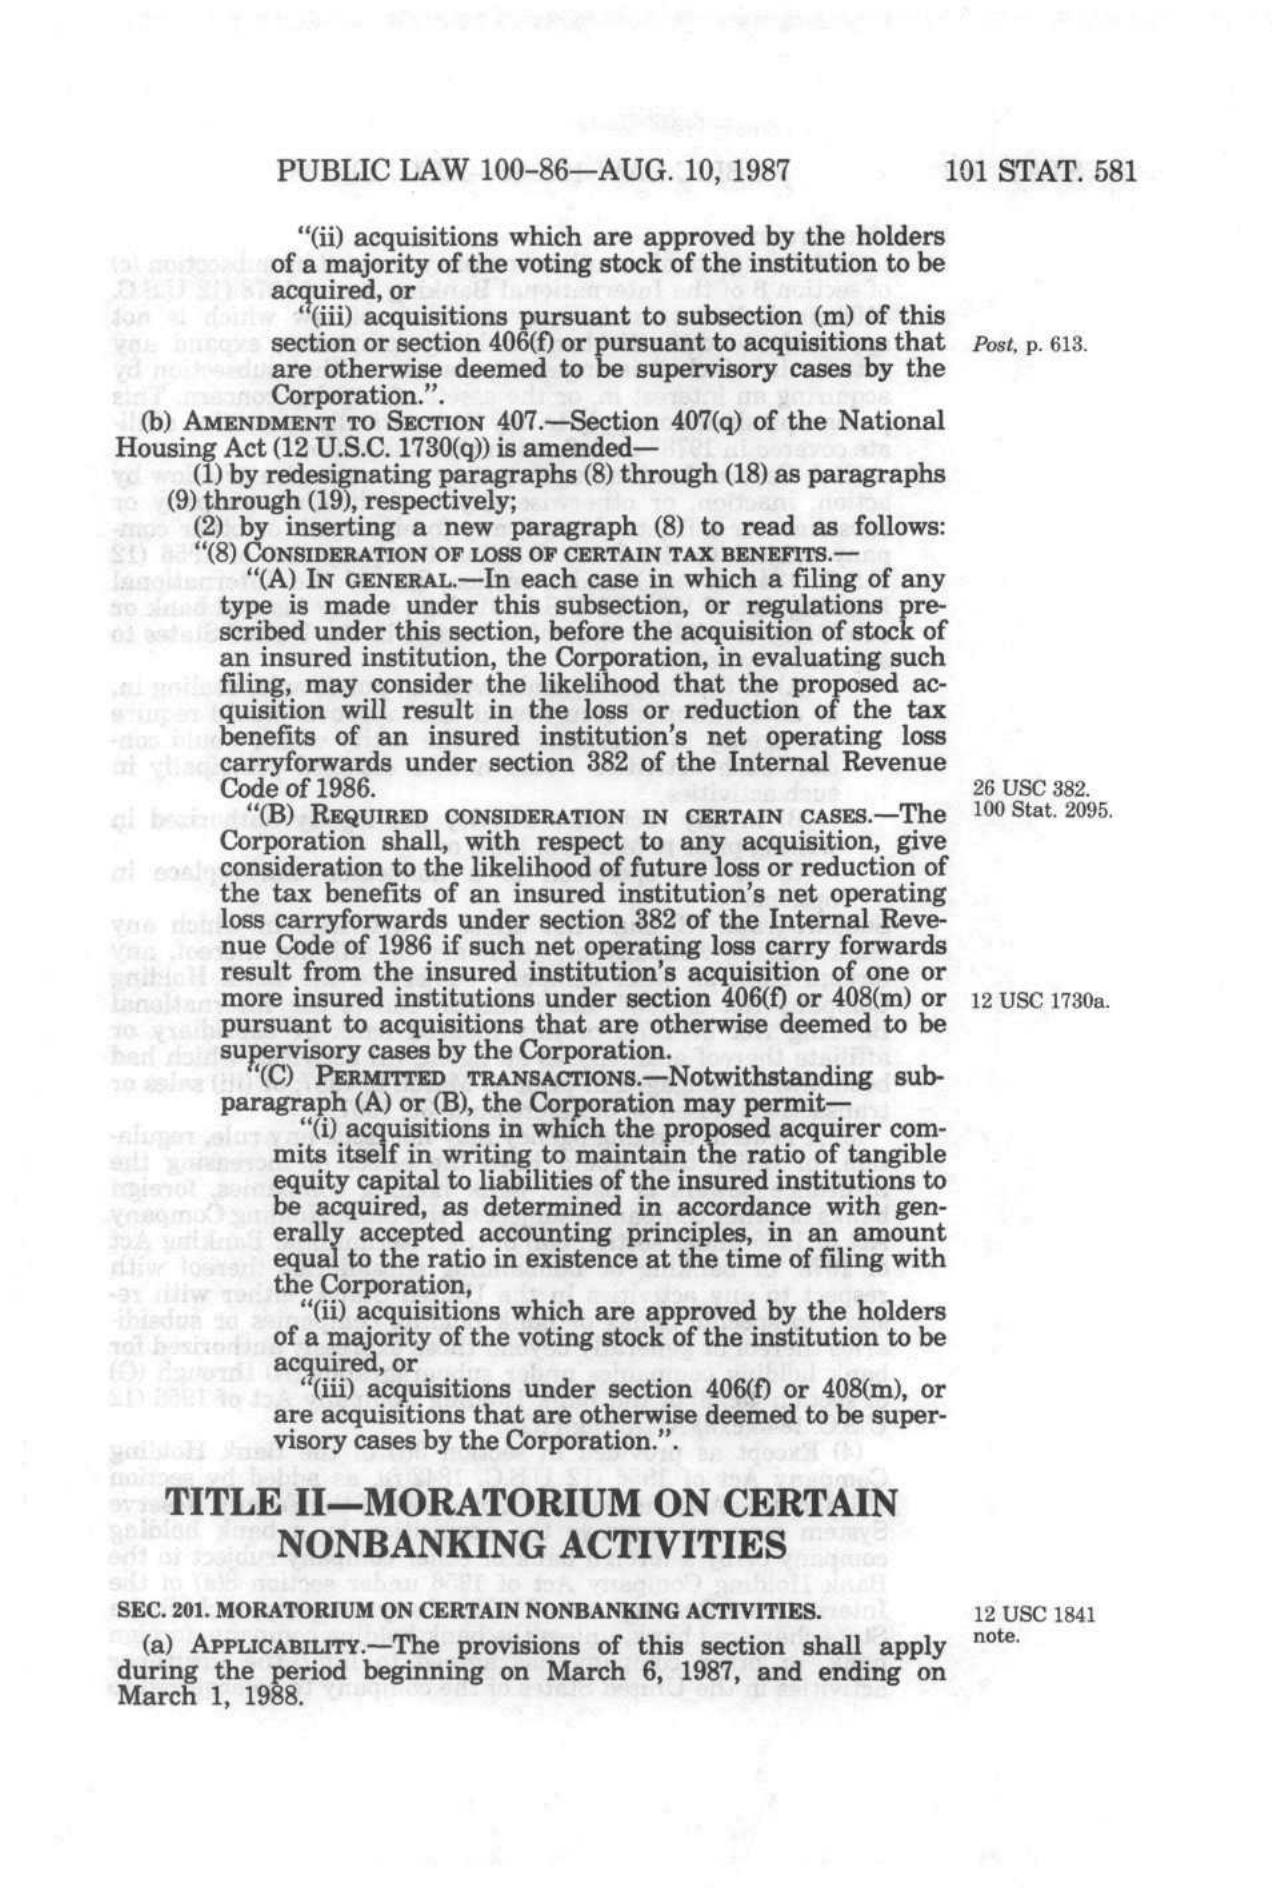 PUBLIC LAW 100-86—AUG. 10, 1987 101 STAT. 581
"(ii) acquisitions which are approved by the holders
of a majority of the voting stock of the institution to be
acquired, or
"(iii) acquisitions pursuant to subsection (m) of this
section or section 406(f) or pursuant to acquisitions that Post, p. 613.
are otherwise deemed to be supervisory cases by the
Corporation.".
(b) AMENDMENT TO SECTION 407.—Section 407(q) of the National
Housing Act (12 U.S.C. 1730(q)) is amended—
(1) by redesignating paragraphs (8) through (18) as paragraphs
(9) through (19), respectively;
(2) by inserting a new paragraph (8) to read as follows:
"(8) CONSIDERATION OF LOSS OF CERTAIN TAX BENEFITS.—
"(A) IN GENERAL.—In each case in which a filing of any
type is made under this subsection, or regulations pre-
scribed under this section, before the acquisition of stock of
an insured institution, the Corporation, in evaluating such
filing, may consider the likelihood that the proposed ac-
quisition will result in the loss or reduction of the tax
benefits of an insured institution's net operating loss
carryforwards under section 382 of the Internal Revenue
Code of 1986. 26 USC 382.
"(B) REQUIRED CONSIDERATION IN CERTAIN CASES.—The 100 Stat. 2095.
Corporation shall, with respect to any acquisition, give
consideration to the likelihood of future loss or reduction of
the tax benefits of an insured institution's net operating
loss carryforwards under section 382 of the Internal Reve-
nue Code of 1986 if such net operating loss carry forwards
result from the insured institution's acquisition of one or
more insured institutions under section 406(f) or 408(m) or 12 USC 1730a.
pursuant to acquisitions that are otherwise deemed to be
supervisory cases by the Corporation.
"(C) PERMITTED TRANSACTIONS.—Notwithstanding sub-
paragraph (A) or (B), the Corporation may permit—
"(i) acquisitions in which the proposed acquirer com-
mits itself in writing to maintain the ratio of tangible
equity capital to liabilities of the insured institutions to
be acquired, as determined in accordance with gen-
erally accepted accounting principles, in an amount
equal to the ratio in existence at the time of filing with
the Corporation,
"(ii) acquisitions which are approved by the holders
of a majority of the voting stock of the institution to be
acquired, or
"(iii) acquisitions under section 406(f) or 408(m), or
are acquisitions that are otherwise deemed to be super-
visory cases by the Corporation.".
TITLE II—MORATORIUM ON CERTAIN
NONBANKING ACTIVITIES
SEC. 201. MORATORIUM ON CERTAIN NONBANKING ACTIVITIES. 12 USC 1841
note.
(a) APPLICABILITY.—The provisions of this section shall apply
during the period beginning on March 6, 1987, and ending on
March 1, 1988.